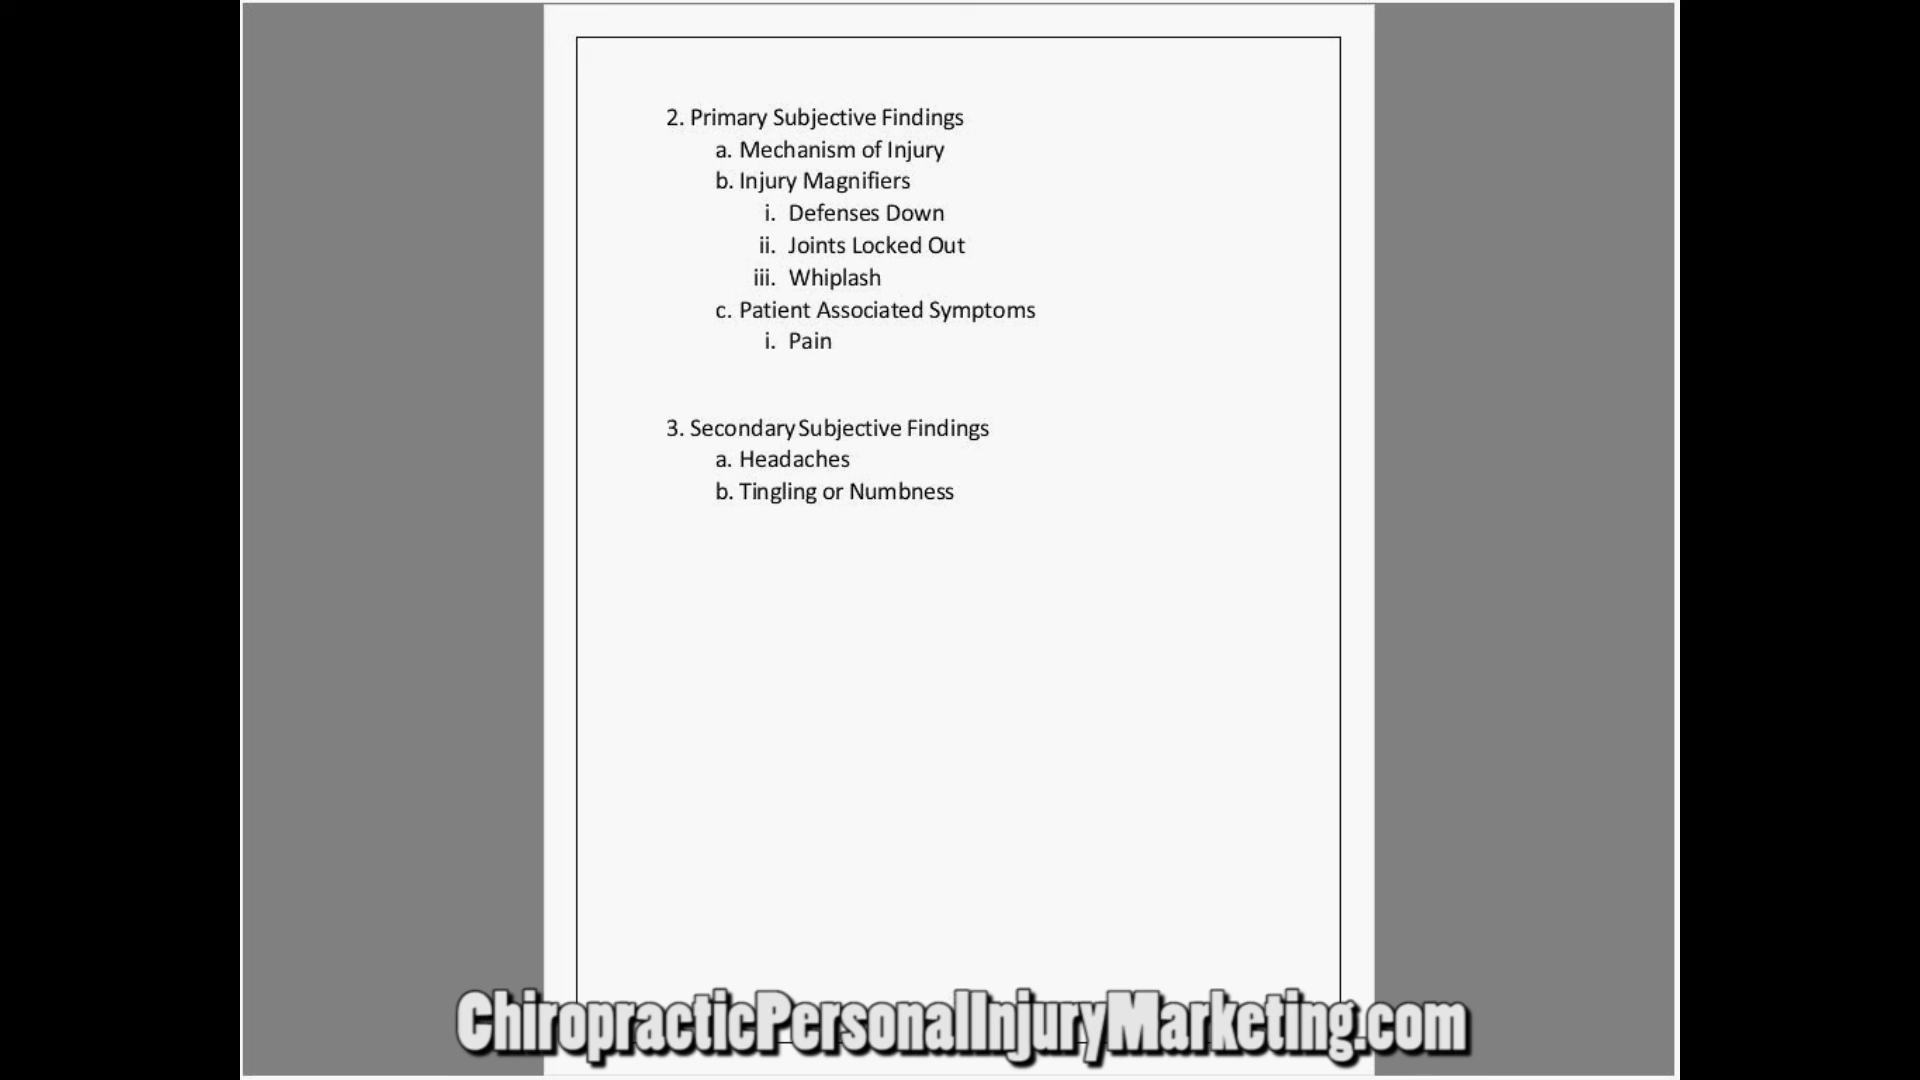 2. Primary Subjective Findings
a. Mechanism of Injury
b. Injury Magnifiers
i. Defenses Down
ii. Joints Locked Out
iii. Whiplash
c. Patient Associated Symptoms
i. Pain
3. Secondary Subjective Findings
a. Headaches
b. Tingling or Numbness
ChiropracticPersonalInjuryMarketing.com